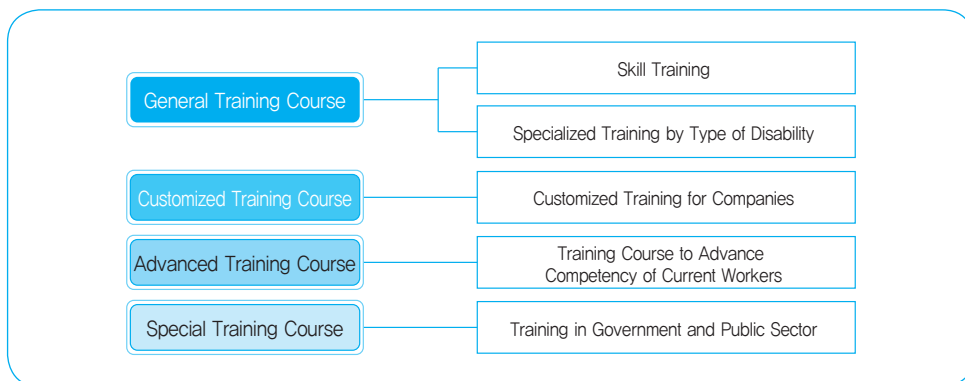 General Training Course
Skill Training
Specialized Training by Type of Disability
Customized Training Course
Customized Training for Companies
Advanced Training Course
Training Course to Advance
Competency of Current Workers
Special Training Course
Training in Government and Public Sector